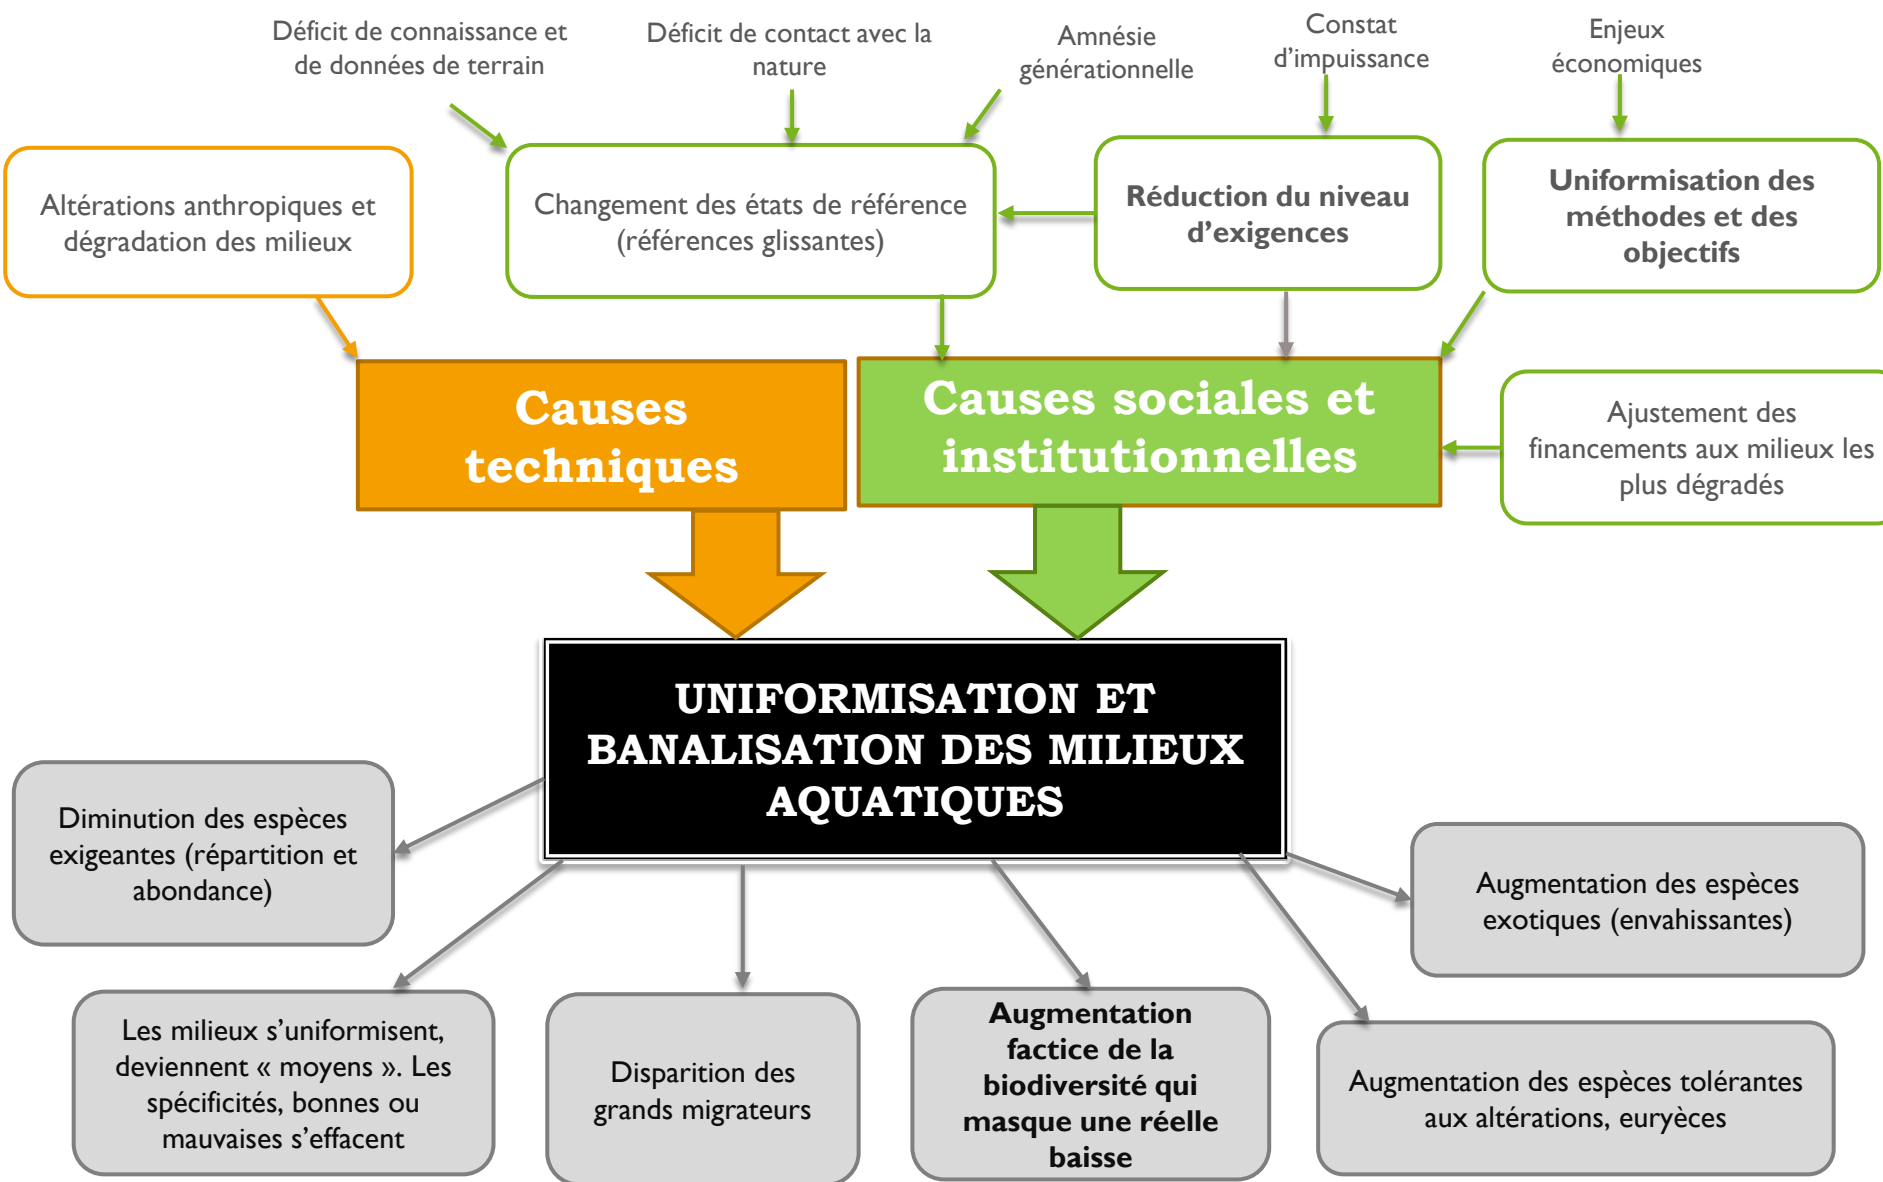 Déficit de connaissance et
de données de terrain
Déficit de contact avec la
nature
Amnésie
générationnelle
Constat
d’impuissance
Enjeux
économiques
Altérations anthropiques et
dégradation des milieux
Changement des états de référence
(références glissantes)
Réduction du niveau
d’exigences
Uniformisation des
méthodes et des
objectifs
Causes
techniques
Causes sociales et
institutionnelles
Ajustement des
financements aux milieux les
plus dégradés
UNIFORMISATION ET
BANALISATION DES MILIEUX
AQUATIQUES
Diminution des espèces
exigeantes (répartition et
abondance)
Augmentation des espèces
exotiques (envahissantes)
Les milieux s’uniformisent,
deviennent « moyens ». Les
spécificités, bonnes ou
mauvaises s’effacent
Disparition des
grands migrateurs
Augmentation
factice de la
biodiversité qui
masque une réelle
baisse
Augmentation des espèces tolérantes
aux altérations, euryèces